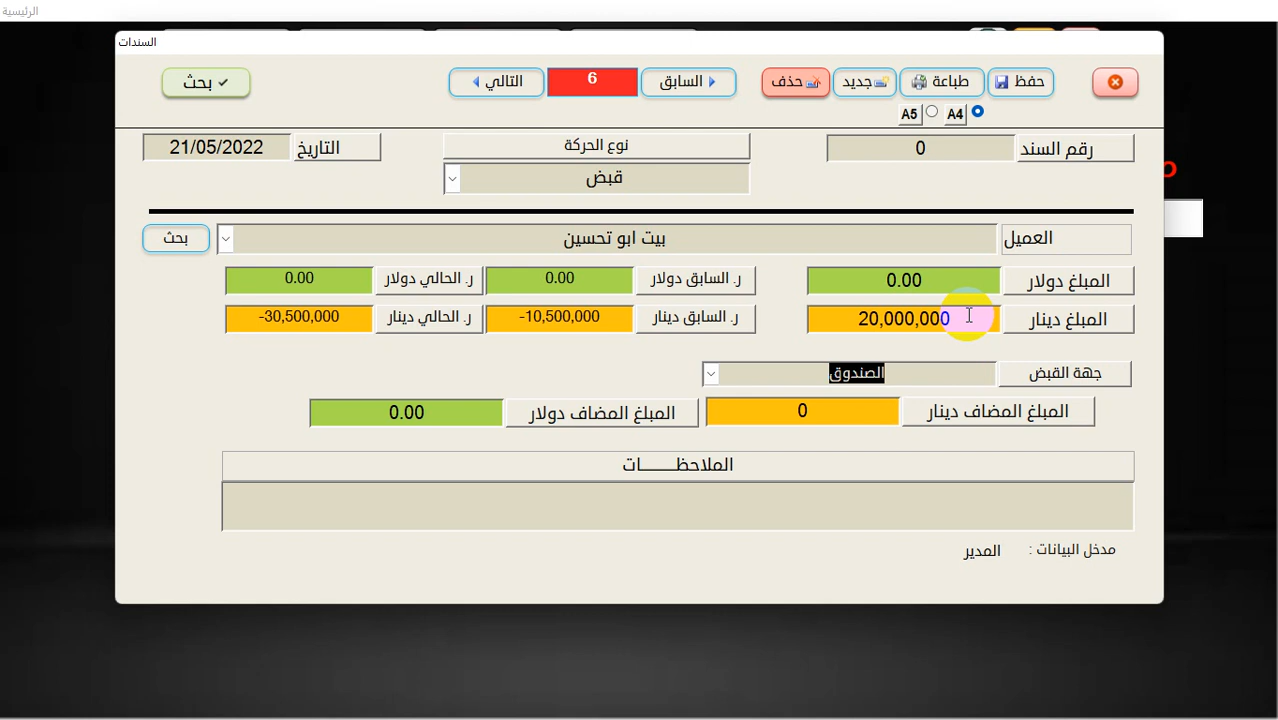 الرئيسية
السندات
حفظ
طباعة
جديد
حذف
السابق
6
التالي
بحث
A4
A5
رقم السند
0
نوع الحركة
قبض
التاريخ
21/05/2022
العميل
بيت ابو تحسين
بحث
المبلغ دولار
0.00
ر. السابق دولار
0.00
ر. الحالي دولار
0.00
المبلغ دينار
20,000,000
ر. السابق دينار
-10,500,000
ر. الحالي دينار
-30,500,000
جهة القبض
الصندوق
المبلغ المضاف دينار
0
المبلغ المضاف دولار
0.00
الملاحظـــــــات
مدخل البيانات :
المدير